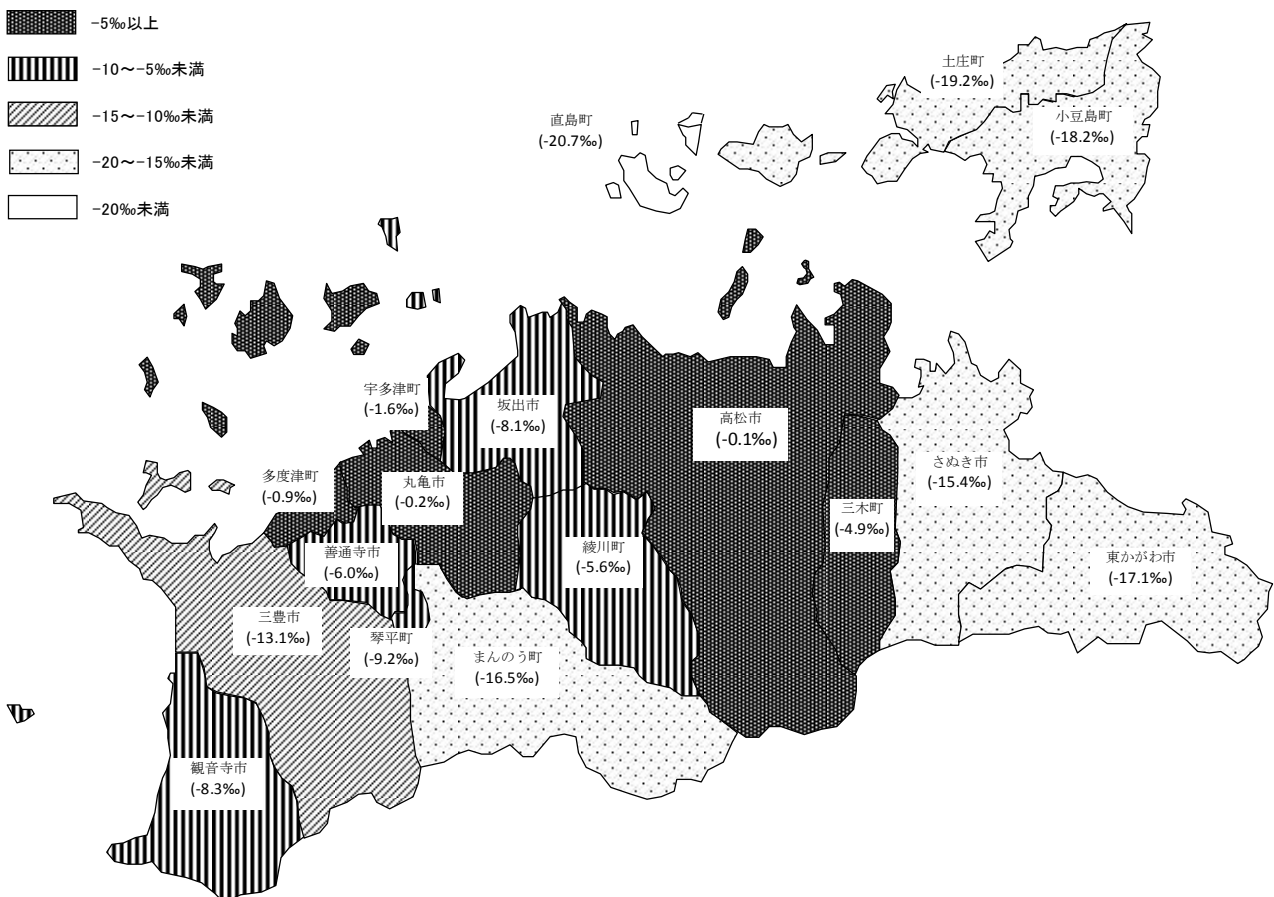 -5‰以上
-10～-5‰未満
-15～-10‰未満
-20～-15‰未満
-20‰未満
土庄町
(-19.2‰)
直島町
(-20.7‰)
小豆島町
(-18.2‰)
宇多津町
(-1.6‰)
坂出市
(-8.1‰)
高松市
(-0.1‰)
多度津町
(-0.9‰)
丸亀市
(-0.2‰)
さぬき市
(-15.4‰)
三木町
(-4.9‰)
善通寺市
(-6.0‰)
綾川町
(-5.6‰)
東かがわ市
(-17.1‰)
三豊市
(-13.1‰)
琴平町
(-9.2‰)
まんのう町
(-16.5‰)
観音寺市
(-8.3‰)